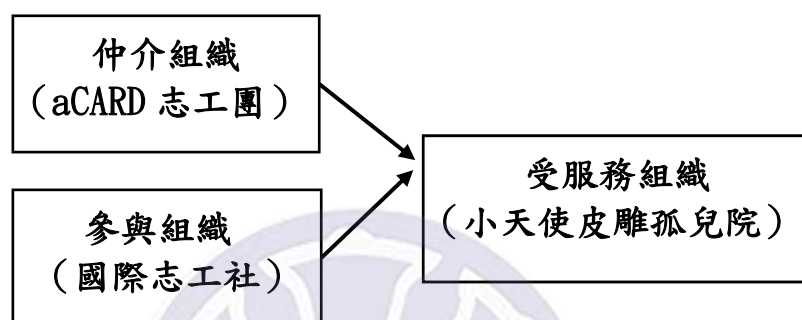 仲介組織
（aCARD 志工團）
參與組織
（國際志工社）
受服務組織
（小天使皮雕孤兒院）